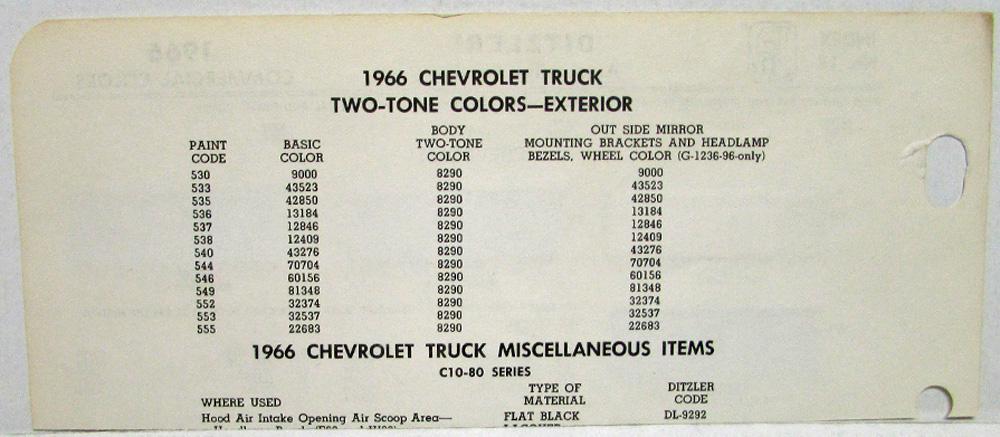 1966 CHEVROLET TRUCK
TWO-TONE COLORS—EXTERIOR
PAINT CODE BASIC COLOR BODY TWO-TONE COLOR OUT SIDE MIRROR MOUNTING BRACKETS AND HEADLAMP BEZELS, WHEEL COLOR (G-1236-96-only)
530 9000 8290 9000
533 43523 8290 43523
535 42850 8290 42850
536 13184 8290 13184
537 12846 8290 12846
538 12409 8290 12409
540 43276 8290 43276
544 70704 8290 70704
546 60156 8290 60156
549 81348 8290 81348
552 32374 8290 32374
553 32537 8290 32537
555 22683 8290 22683
1966 CHEVROLET TRUCK MISCELLANEOUS ITEMS
C10-80 SERIES
WHERE USED TYPE OF MATERIAL DITZLER CODE
Hood Air Intake Opening Air Scoop Area— FLAT BLACK DL-9292